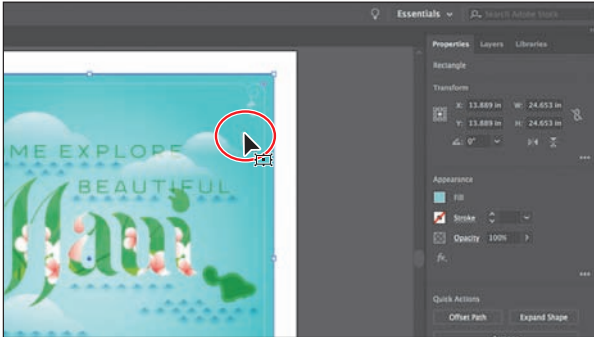 Essentials
Search Adobe Stock
Properties Layers Libraries
Rectangle
Transform
X: 13.889 in W: 24.653 in
Y: 13.889 in H: 24.653 in
0°
Appearance
Fill
Stroke
Opacity 100%
fx.
Quick Actions
Offset Path Expand Shape
ME EXPLORE
BEAUTIFUL